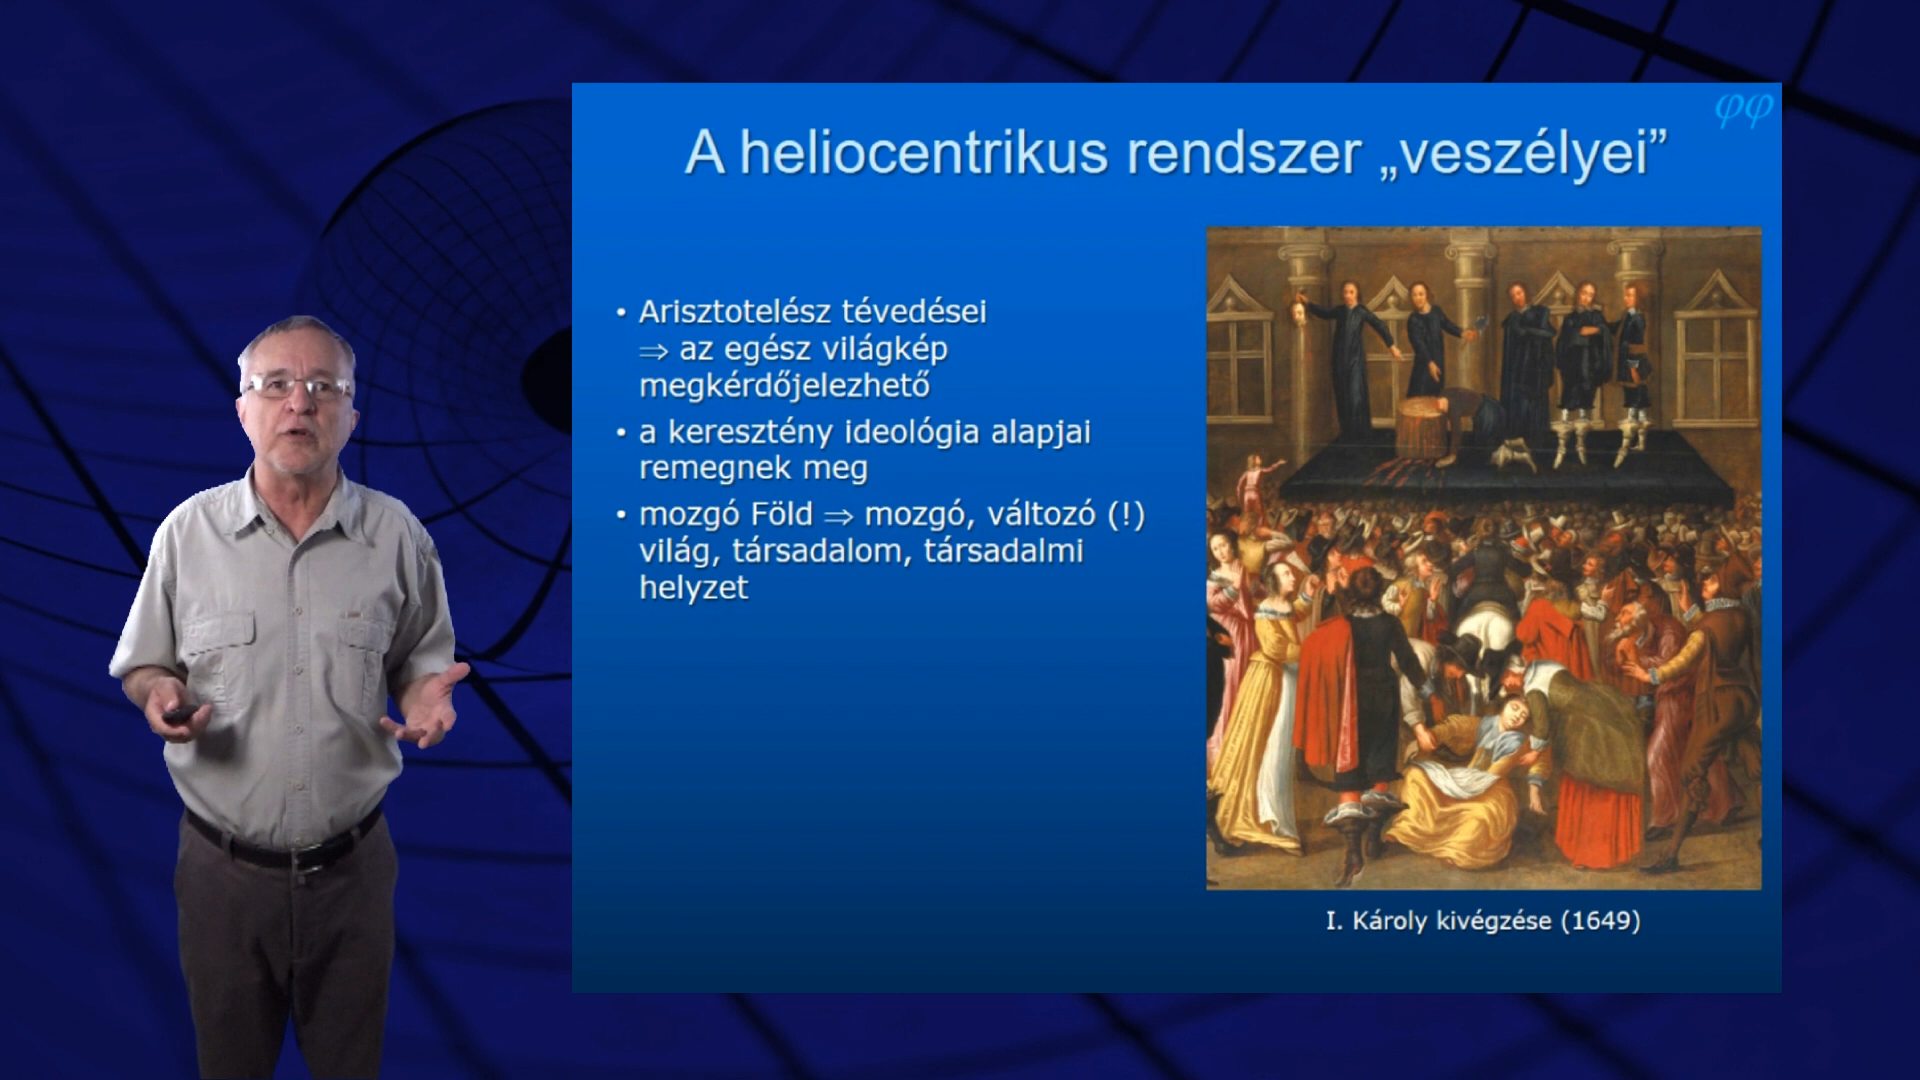 φφ
A heliocentrikus rendszer „veszélyei”
• Arisztotelész tévedései
⇒ az egész világkép
megkérdőjelezhető
• a keresztény ideológia alapjai
remegnek meg
• mozgó Föld ⇒ mozgó, változó (!)
világ, társadalom, társadalmi
helyzet
I. Károly kivégzése (1649)